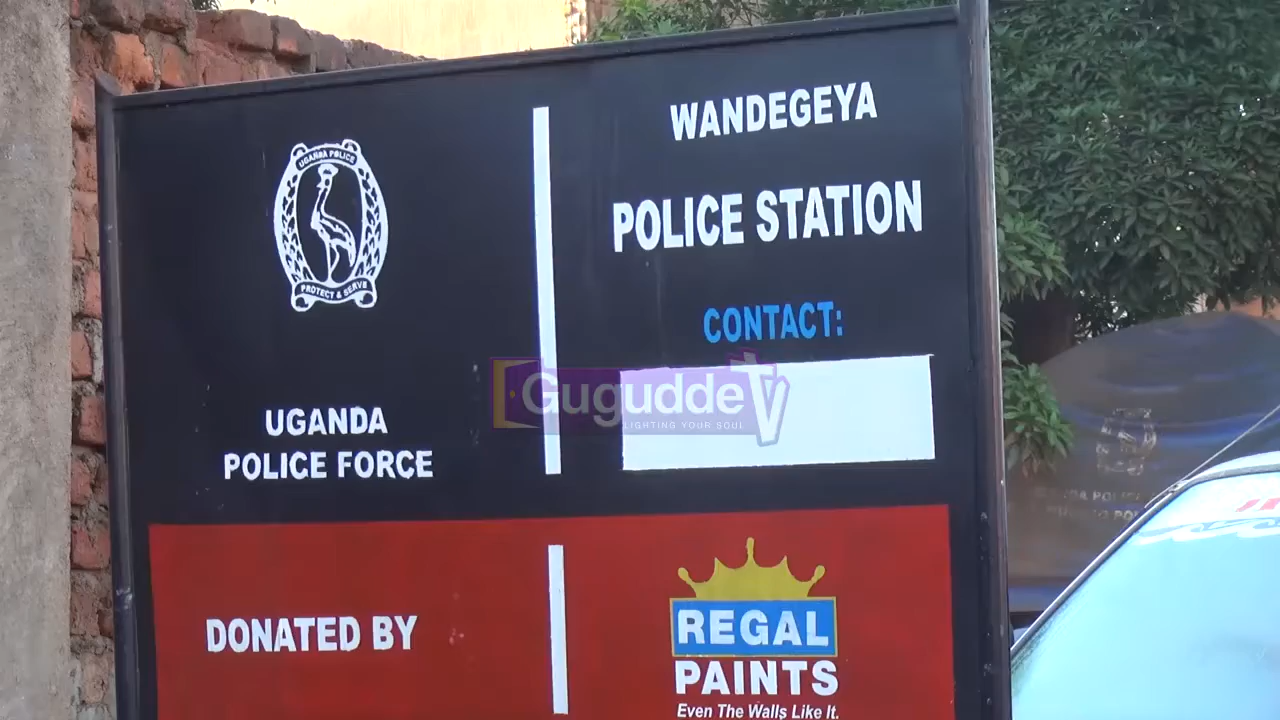 UGANDA POLICE
PROTECT & SERVE
UGANDA
POLICE FORCE
WANDEGEYA
POLICE STATION
CONTACT:
Gugudde tv
LIGHTING YOUR SOUL
DONATED BY
REGAL
PAINTS
Even The Walls Like It.